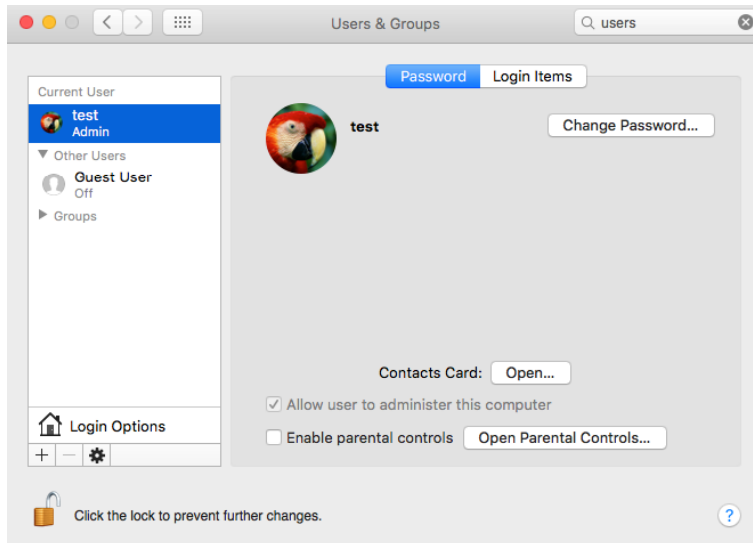 Users & Groups
users
Password
Login Items
Current User
test
Admin
Other Users
Guest User
Off
Groups
test
Change Password...
Contacts Card:
Open...
Allow user to administer this computer
Enable parental controls
Open Parental Controls...
Login Options
+ −
Click the lock to prevent further changes.
?